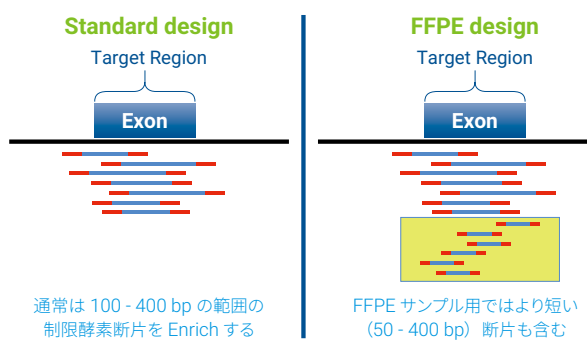 Standard design
Target Region
Exon
通常は 100 - 400 bp の範囲の
制限酵素断片を Enrich する
FFPE design
Target Region
Exon
FFPE サンプル用ではより短い
（50 - 400 bp）断片も含む